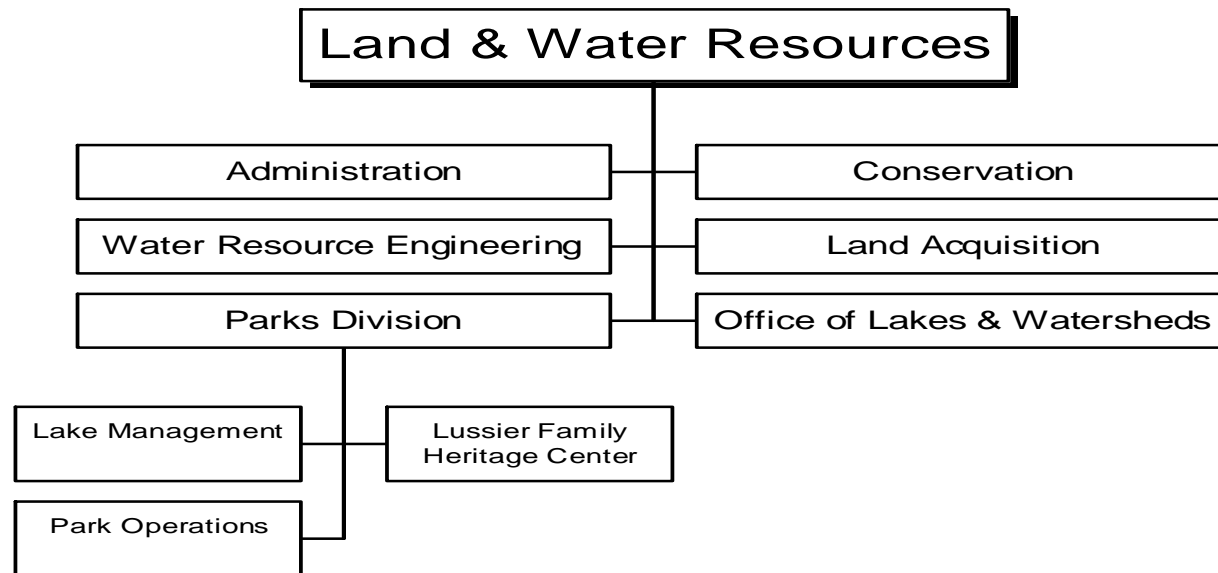 Land & Water Resources
Administration
Conservation
Water Resource Engineering
Land Acquisition
Parks Division
Office of Lakes & Watersheds
Lake Management
Lussier Family
Heritage Center
Park Operations